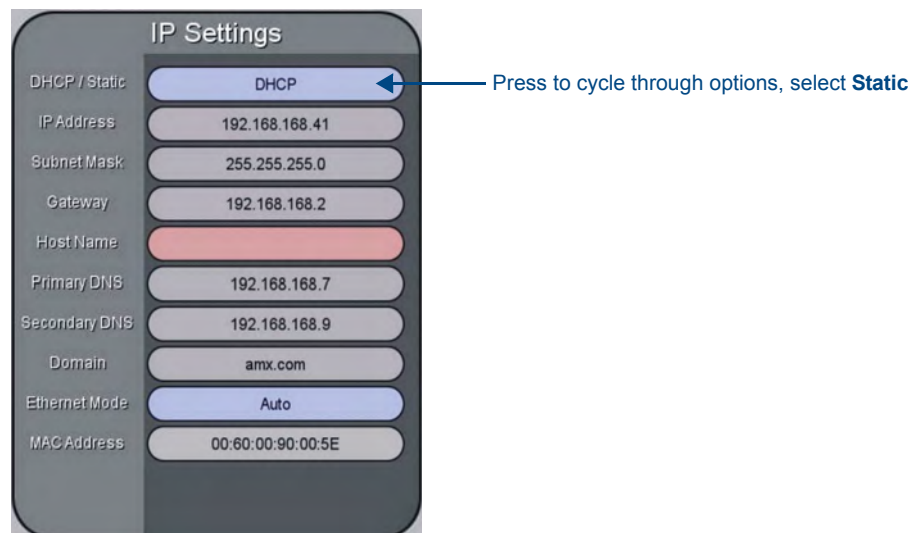 IP Settings
DHCP / Static
DHCP
Press to cycle through options, select Static
IP Address
192.168.168.41
Subnet Mask
255.255.255.0
Gateway
192.168.168.2
Host Name
Primary DNS
192.168.168.7
Secondary DNS
192.168.168.9
Domain
amx.com
Ethernet Mode
Auto
MAC Address
00:60:00:90:00:5E